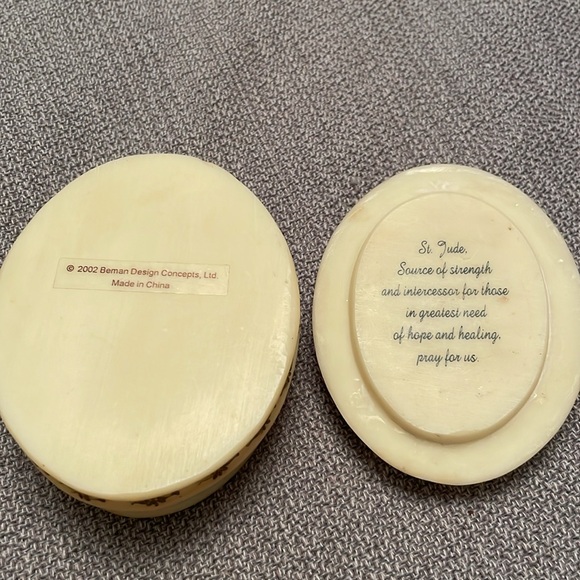 © 2002 Beman Design Concepts, Ltd.
Made in China
St. Jude,
Source of strength
and intercessor for those
in greatest need
of hope and healing,
pray for us.